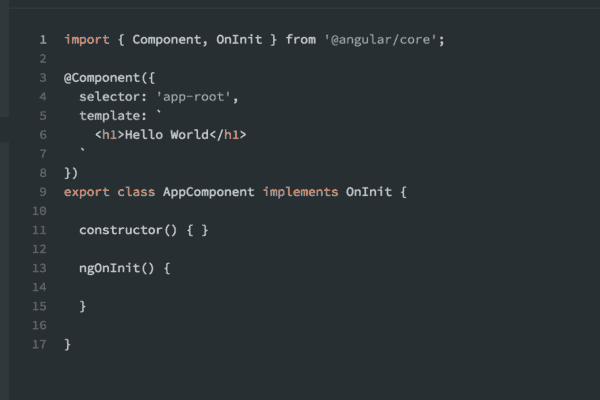 1 import { Component, OnInit } from '@angular/core';
2
3 @Component({
4   selector: 'app-root',
5   template: `
6     <h1>Hello World</h1>
7   `
8 })
9 export class AppComponent implements OnInit {
10
11   constructor() { }
12
13   ngOnInit() {
14
15   }
16
17 }